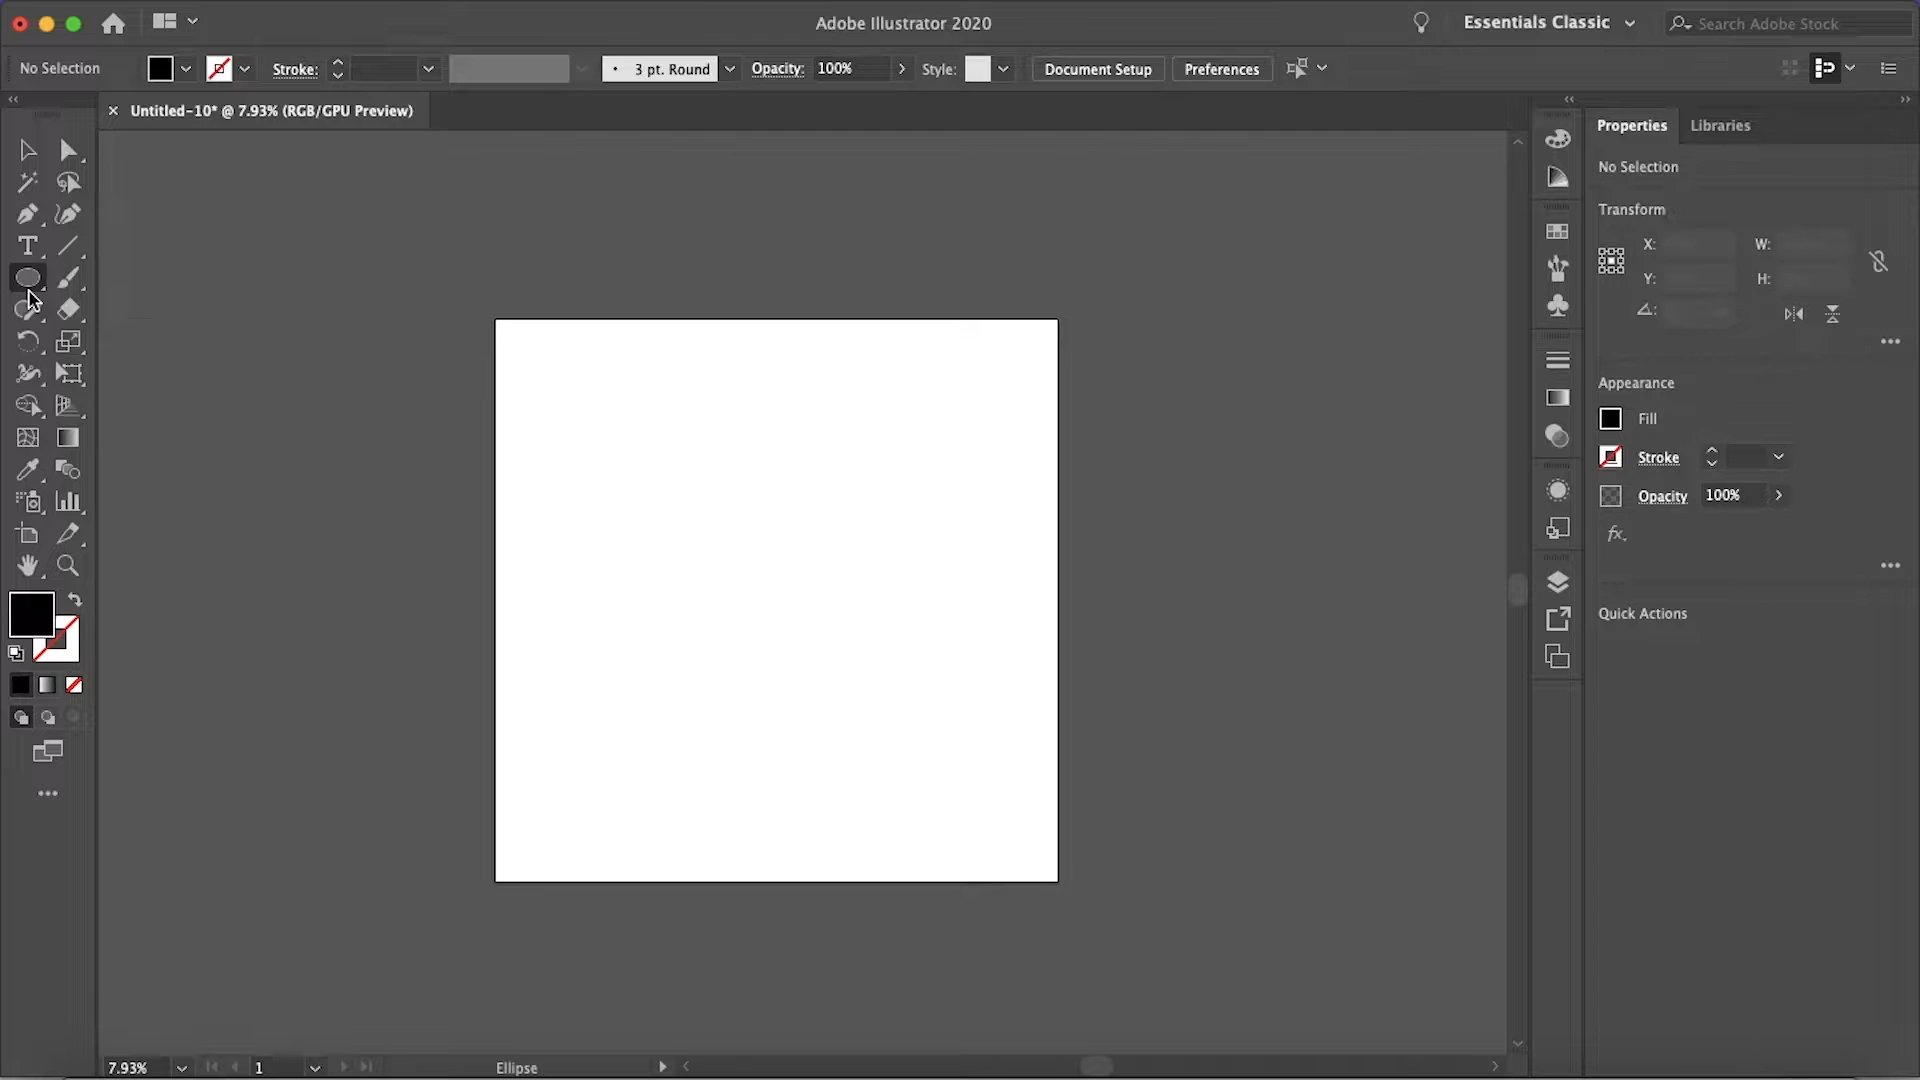 Adobe Illustrator 2020
Essentials Classic
Search Adobe Stock
No Selection
Stroke:
3 pt. Round
Opacity: 100%
Style:
Document Setup
Preferences
Untitled-10* @ 7.93% (RGB/GPU Preview)
Properties
Libraries
No Selection
Transform
X:
W:
Y:
H:
Appearance
Fill
Stroke
Opacity 100%
fx
Quick Actions
7.93%
1
Ellipse